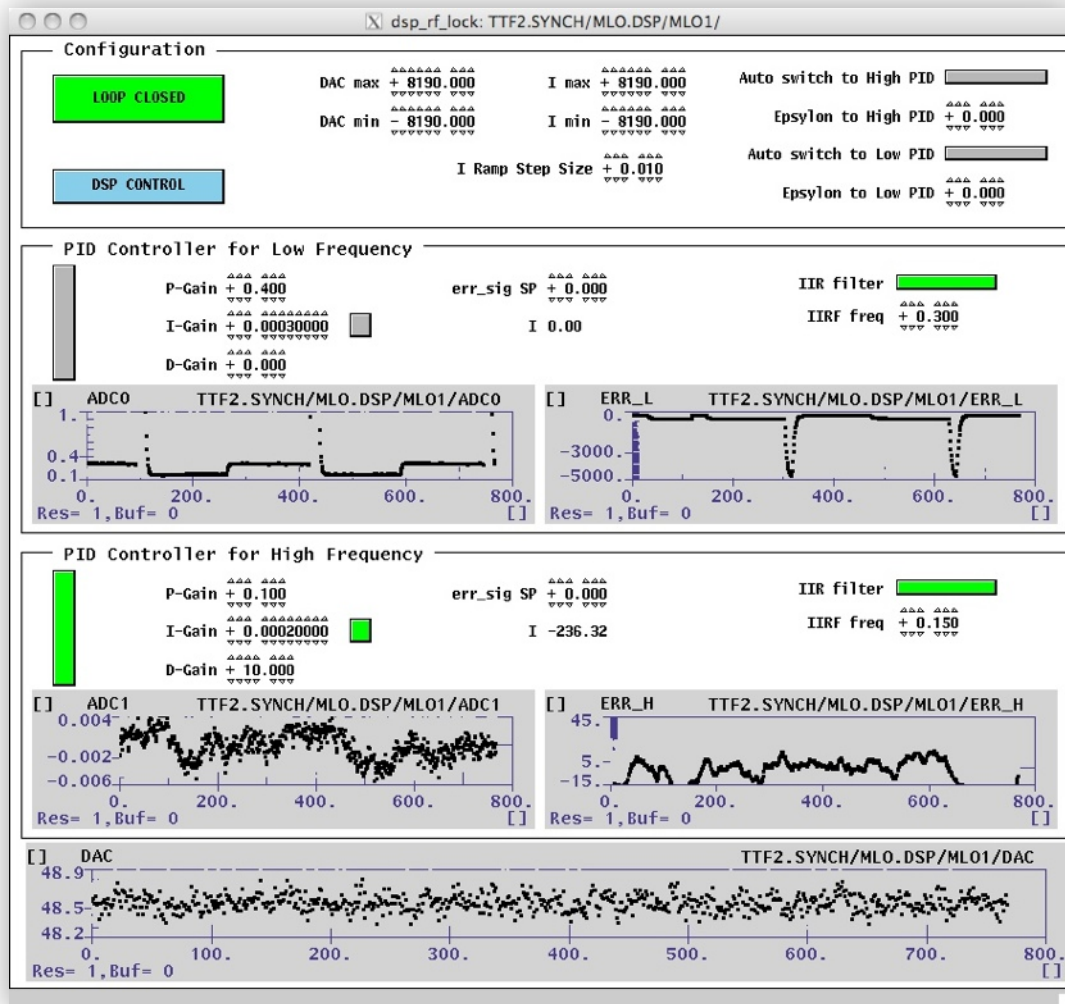 dsp_rf_lock: TTF2.SYNCH/MLO.DSP/MLO1/
Configuration
LOOP CLOSED
DAC max + 8190.000
I max + 8190.000
Auto switch to High PID
DAC min - 8190.000
I min - 8190.000
Epsylon to High PID + 0.000
I Ramp Step Size + 0.010
Auto switch to Low PID
DSP CONTROL
Epsylon to Low PID + 0.000
PID Controller for Low Frequency
P-Gain + 0.400
err_sig SP + 0.000
IIR filter
I-Gain + 0.00030000
I 0.00
IIRF freq + 0.300
D-Gain + 0.000
[] ADC0 TTF2.SYNCH/MLO.DSP/MLO1/ADC0
1.
0.4
0.1
0. 200. 400. 600. 800.
Res= 1,Buf= 0 []
[] ERR_L TTF2.SYNCH/MLO.DSP/MLO1/ERR_L
0.
-3000.
-5000.
0. 200. 400. 600. 800.
Res= 1,Buf= 0 []
PID Controller for High Frequency
P-Gain + 0.100
err_sig SP + 0.000
IIR filter
I-Gain + 0.00020000
I -236.32
IIRF freq + 0.150
D-Gain + 10.000
[] ADC1 TTF2.SYNCH/MLO.DSP/MLO1/ADC1
0.004
-0.002
-0.006
0. 200. 400. 600. 800.
Res= 1,Buf= 0 []
[] ERR_H TTF2.SYNCH/MLO.DSP/MLO1/ERR_H
45.
5.
-15.
0. 200. 400. 600. 800.
Res= 1,Buf= 0 []
[] DAC TTF2.SYNCH/MLO.DSP/MLO1/DAC
48.9
48.5
48.2
0. 100. 200. 300. 400. 500. 600. 700. 800.
Res= 1,Buf= 0 []